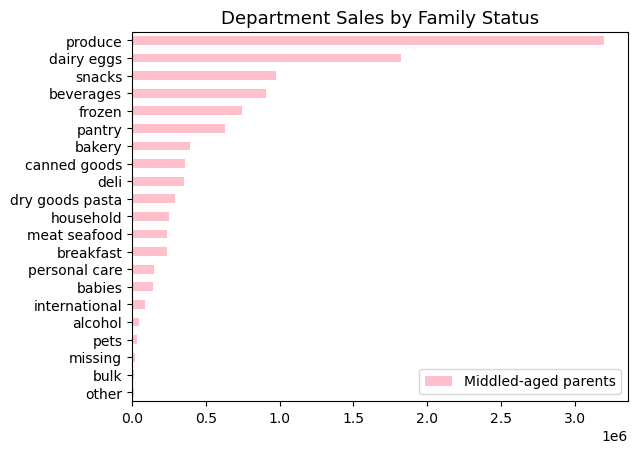 Department Sales by Family Status
produce
dairy eggs
snacks
beverages
frozen
pantry
bakery
canned goods
deli
dry goods pasta
household
meat seafood
breakfast
personal care
babies
international
alcohol
pets
missing
bulk
other
Middled-aged parents
0.0 0.5 1.0 1.5 2.0 2.5 3.0
1e6